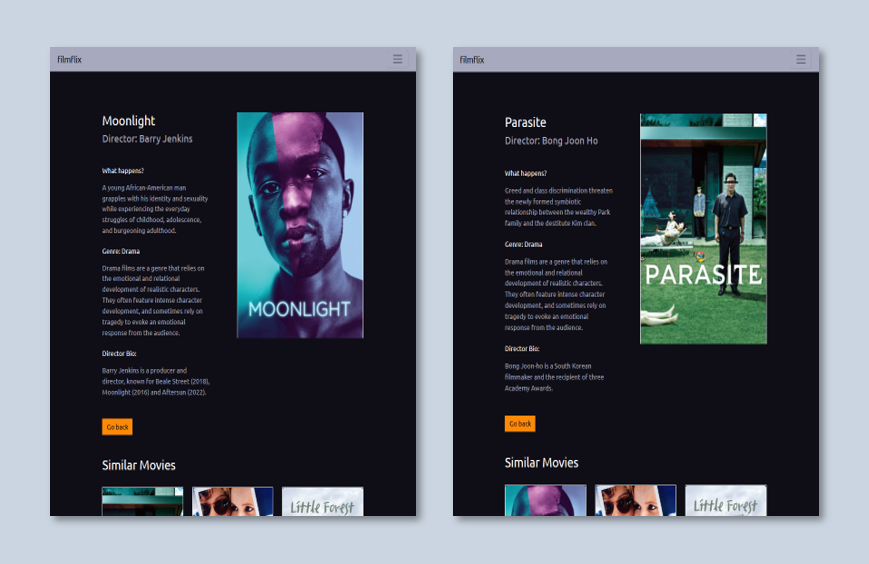 filmflix
Moonlight
Director: Barry Jenkins
What happens?
A young African-American man
grapples with his identity and sexuality
while experiencing the everyday
struggles of childhood, adolescence,
and burgeoning adulthood.
Genre: Drama
Drama films are a genre that relies on
the emotional and relational
development of realistic characters.
They often feature intense character
development, and sometimes rely on
tragedy to evoke an emotional
response from the audience.
Director Bio:
Barry Jenkins is a producer and
director, known for Beale Street (2018),
Moonlight (2016) and Aftersun (2022).
Go back
MOONLIGHT
Similar Movies
Little Forest
filmflix
Parasite
Director: Bong Joon Ho
What happens?
Greed and class discrimination threaten
the newly formed symbiotic
relationship between the wealthy Park
family and the destitute Kim clan.
Genre: Drama
Drama films are a genre that relies on
the emotional and relational
development of realistic characters.
They often feature intense character
development, and sometimes rely on
tragedy to evoke an emotional
response from the audience.
Director Bio:
Bong Joon-ho is a South Korean
filmmaker and the recipient of three
Academy Awards.
Go back
PARASITE
Similar Movies
Little Forest